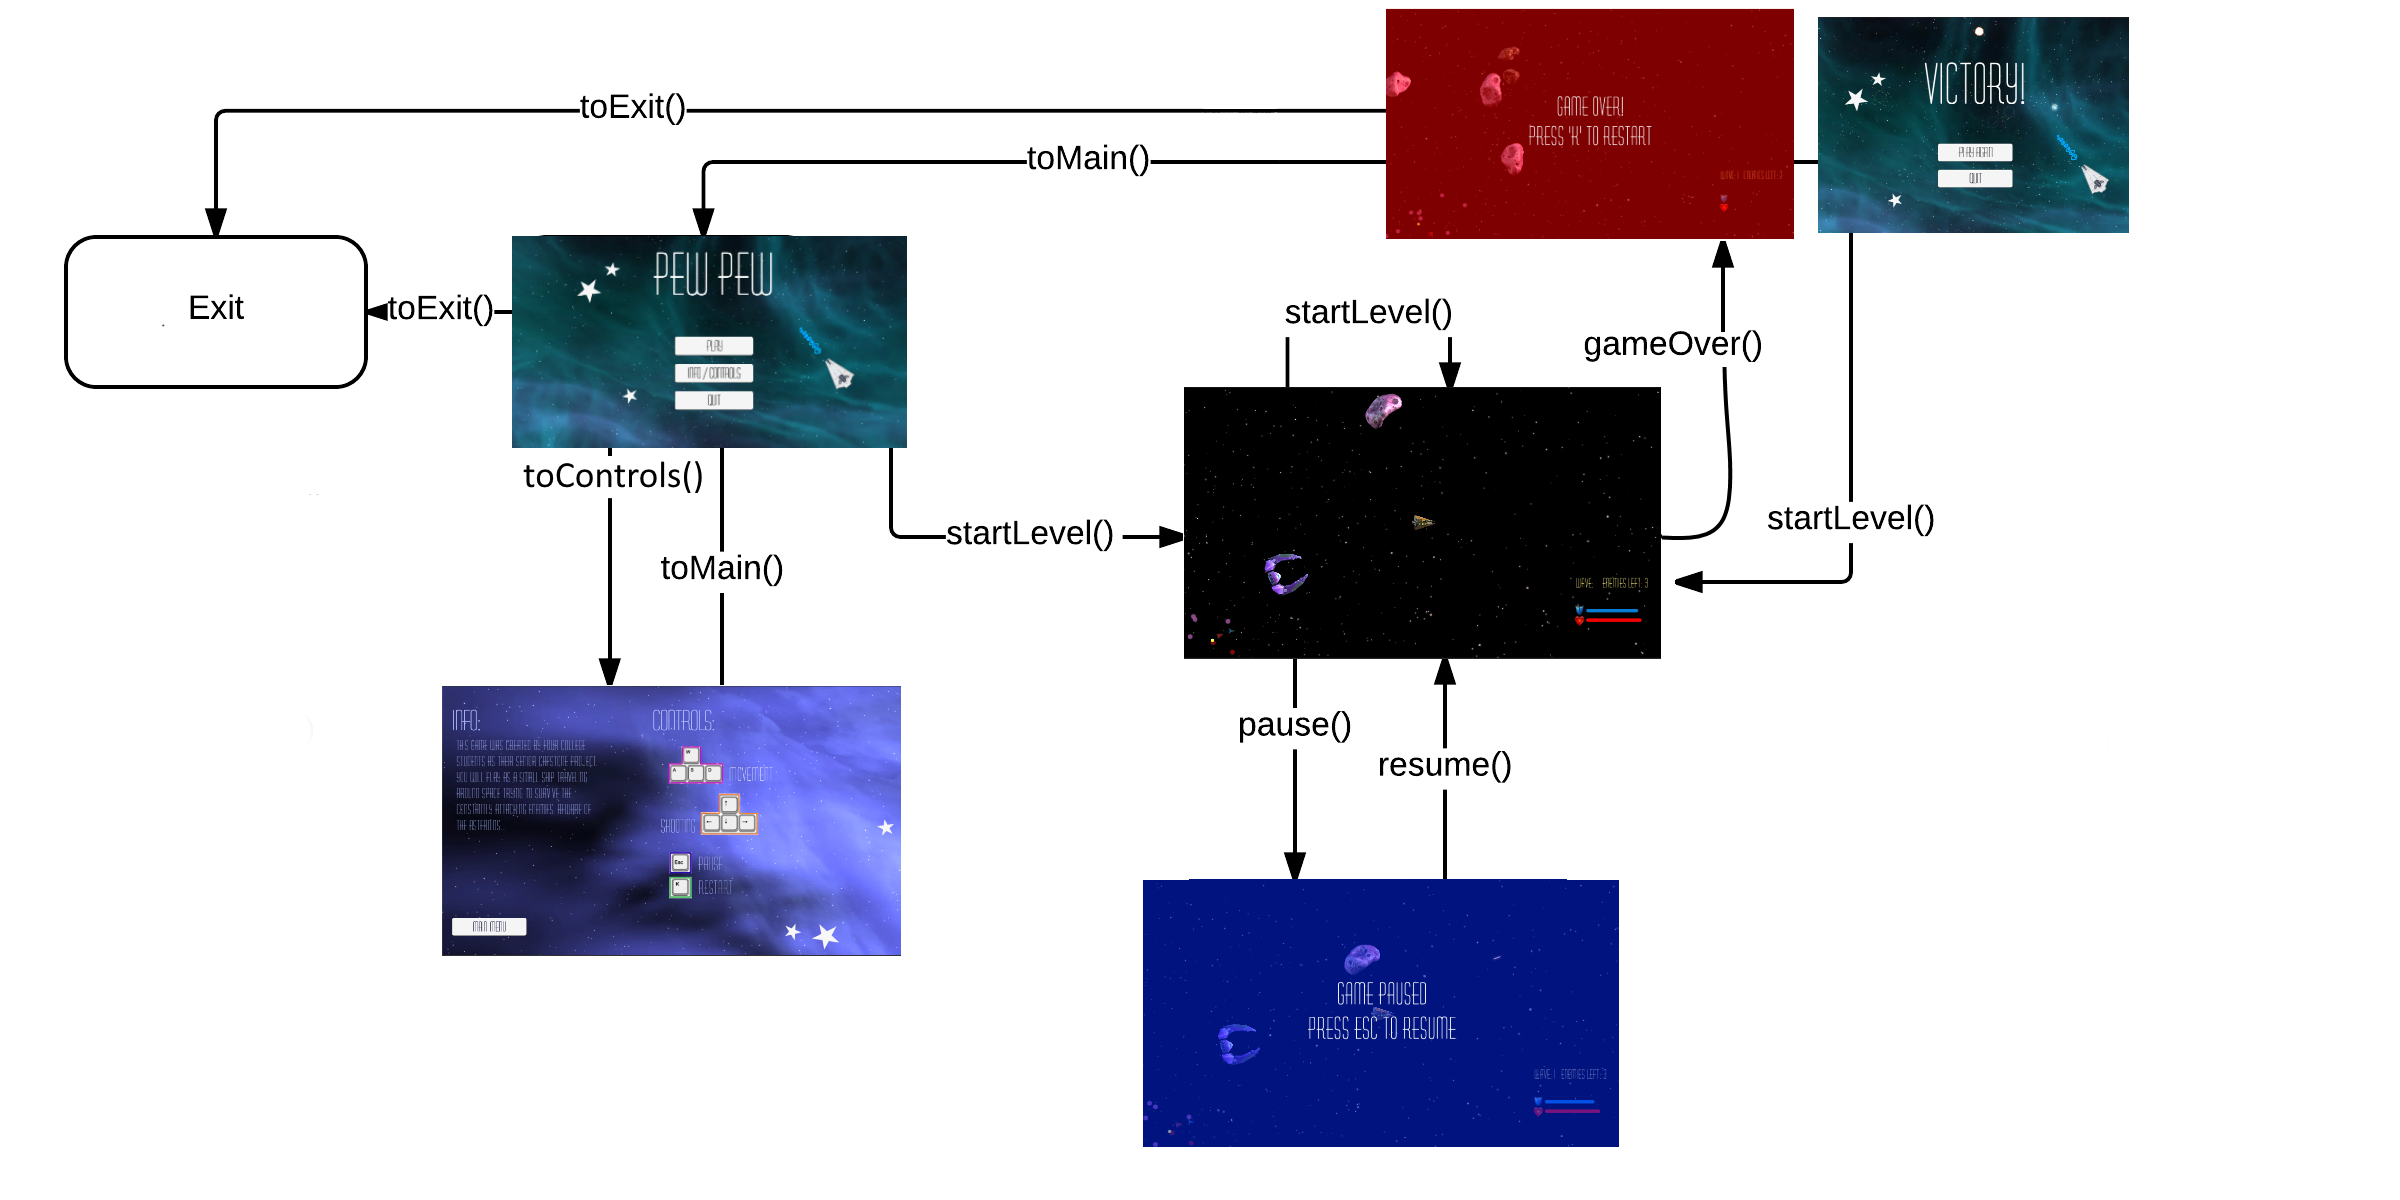 toExit()
toMain()
GAME OVER!
PRESS 'K' TO RESTART
WAVE: 1 ENEMIES LEFT: 3
VICTORY!
PLAY AGAIN
QUIT
Exit
toExit()
PEW PEW
PLAY
INFO / CONTROLS
QUIT
startLevel()
gameOver()
toControls()
toMain()
startLevel()
startLevel()
WAVE: ENEMIES LEFT: 3
pause()
resume()
INFO:
THIS GAME WAS CREATED BY FOUR COLLEGE
STUDENTS AS THEIR SENIOR CAPSTONE PROJECT.
YOU WILL PLAY AS A SMALL SHIP TRAVELING
AROUND SPACE TRYING TO SURVIVE THE
CONSTANTLY ATTACKING ENEMIES. BEWARE OF
THE ASTEROIDS.
CONTROLS:
W
A S D
MOVEMENT
SHOOTING
↑
← ↓ →
Esc
PAUSE
K
RESTART
MAIN MENU
GAME PAUSED
PRESS ESC TO RESUME
WAVE: 1 ENEMIES LEFT: 3